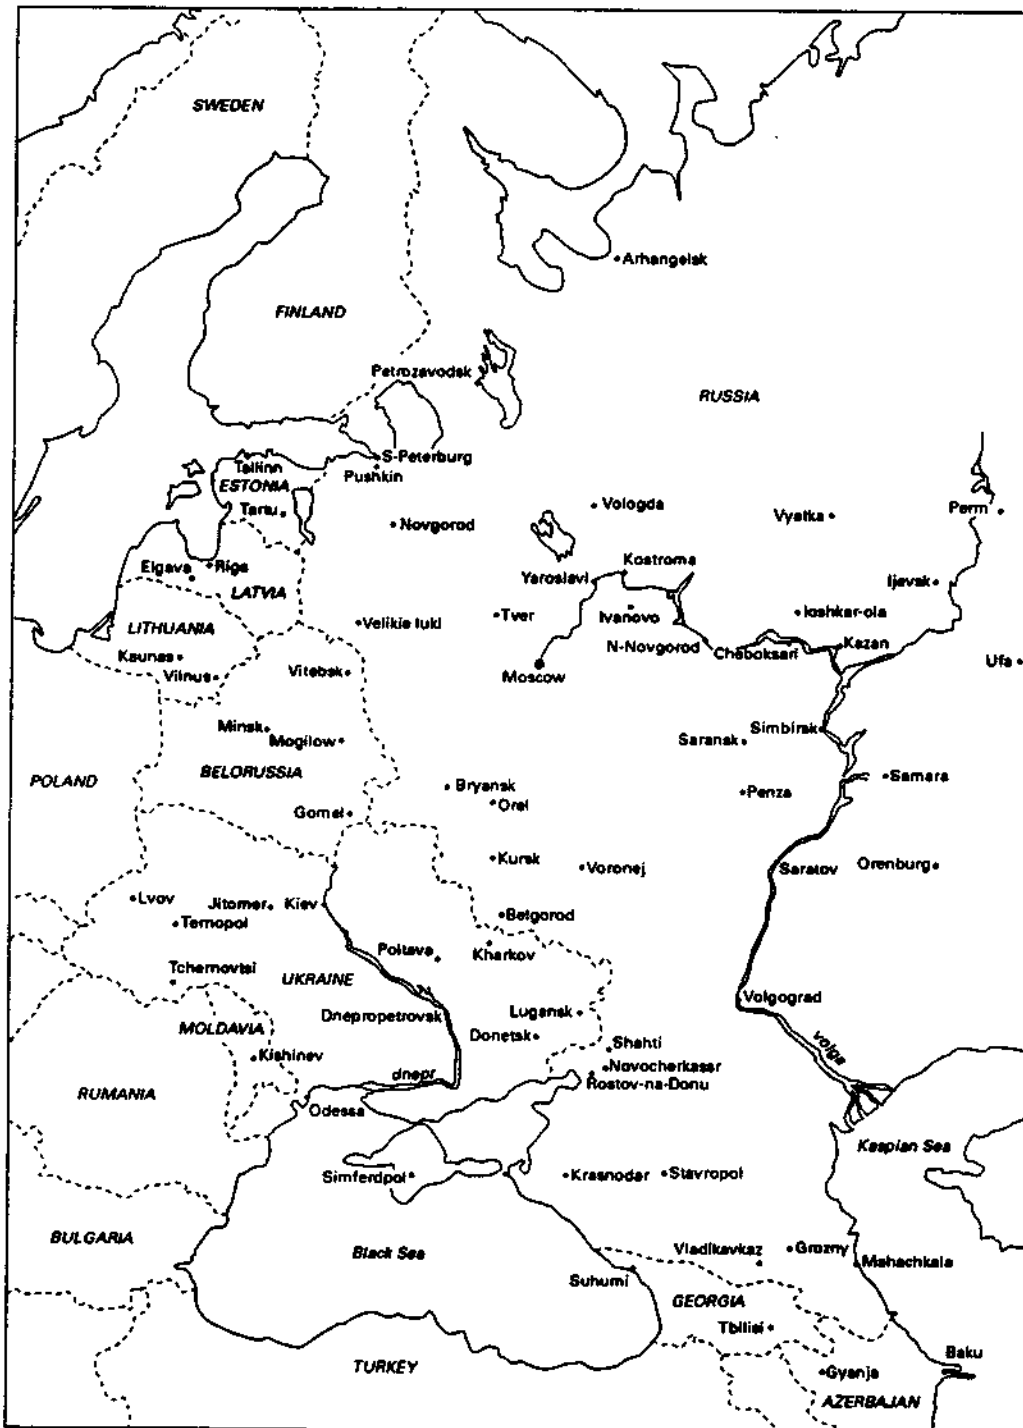 SWEDEN
Arhangelsk
FINLAND
Petrozavodsk
RUSSIA
S-Peterburg
Tallinn
Pushkin
ESTONIA
Tartu
Novgorod
Vologda
Vyatka
Perm
Kostroma
Elgava
Riga
Yaroslavl
Ijevsk
LATVIA
Ivanovo
Ioshkar-ola
LITHUANIA
Velikie luki
Tver
N-Novgorod
Cheboksari
Kazan
Kaunas
Vilnus
Vitebsk
Moscow
Ufa
Minsk
Mogilow
Saransk
Simbirsk
POLAND
BELORUSSIA
Bryansk
Samara
Orel
Penza
Gomel
Kursk
Voronej
Saratov
Orenburg
Lvov
Jitomer
Kiev
Ternopol
Belgorod
Poltava
Kharkov
Tchernovtsi
UKRAINE
Volgograd
MOLDAVIA
Dnepropetrovsk
Lugansk
Donetsk
volga
Kishinev
Shahti
Novocherkassr
dnepr
Rostov-na-Donu
RUMANIA
Odessa
Kaspian Sea
Simferdpol
Krasnodar
Stavropol
BULGARIA
Black Sea
Vladikavkaz
Grozny
Mahachkala
Suhumi
GEORGIA
Tbilisi
Baku
TURKEY
Gyanja
AZERBAJAN